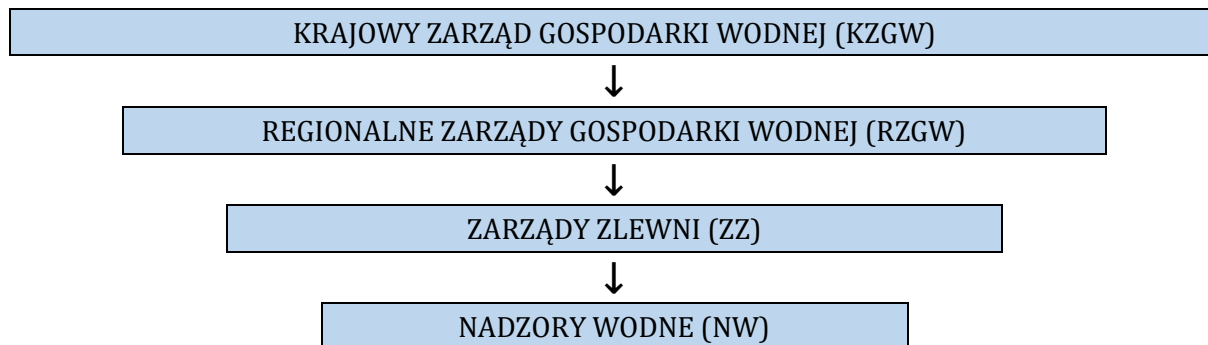 KRAJOWY ZARZĄD GOSPODARKI WODNEJ (KZGW)
REGIONALNE ZARZĄDY GOSPODARKI WODNEJ (RZGW)
ZARZĄDY ZLEWNI (ZZ)
NADZORY WODNE (NW)